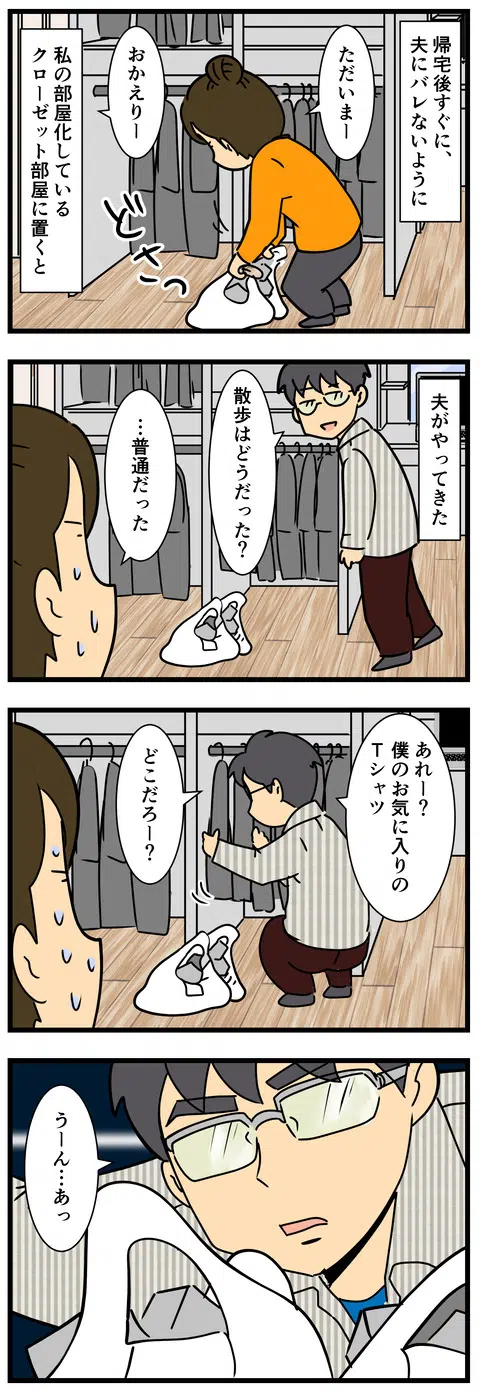 帰宅後すぐに、
夫にバレないように
ただいまー
おかえりー
私の部屋化している
クローゼット部屋に置くと
どさっ
夫がやってきた
散歩はどうだった?
…普通だった
あれー?
僕のお気に入りの
Tシャツ
どこだろー?
うーん…あっ